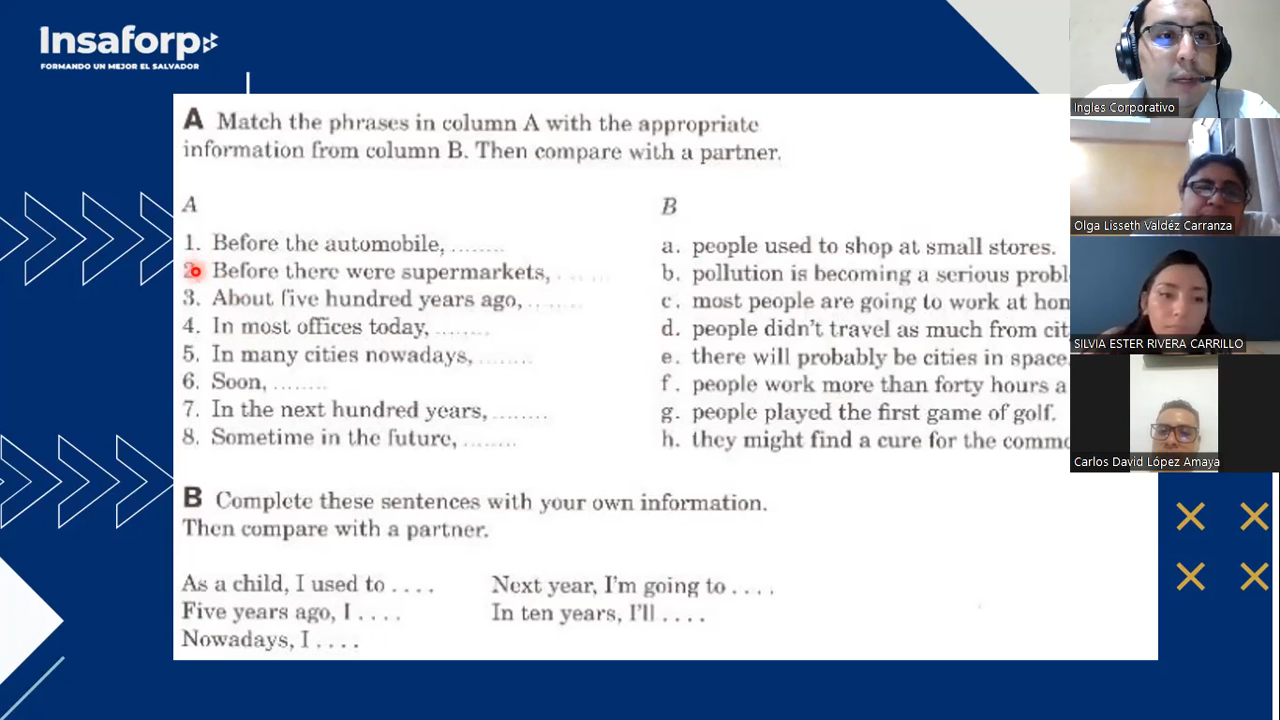 Insaforp
FORMANDO UN MEJOR EL SALVADOR
A Match the phrases in column A with the appropriate
information from column B. Then compare with a partner.
A
1. Before the automobile, ........
2. Before there were supermarkets, ........
3. About five hundred years ago, ........
4. In most offices today, ........
5. In many cities nowadays, ........
6. Soon, ........
7. In the next hundred years, ........
8. Sometime in the future, ........
B
a. people used to shop at small stores.
b. pollution is becoming a serious probl
c. most people are going to work at hon
d. people didn't travel as much from cit
e. there will probably be cities in space.
f. people work more than forty hours a
g. people played the first game of golf.
h. they might find a cure for the commo
B Complete these sentences with your own information.
Then compare with a partner.
As a child, I used to ....
Five years ago, I ....
Nowadays, I ....
Next year, I'm going to ....
In ten years, I'll ....
Ingles Corporativo
Olga Lisseth Valdéz Carranza
SILVIA ESTER RIVERA CARRILLO
Carlos David López Amaya